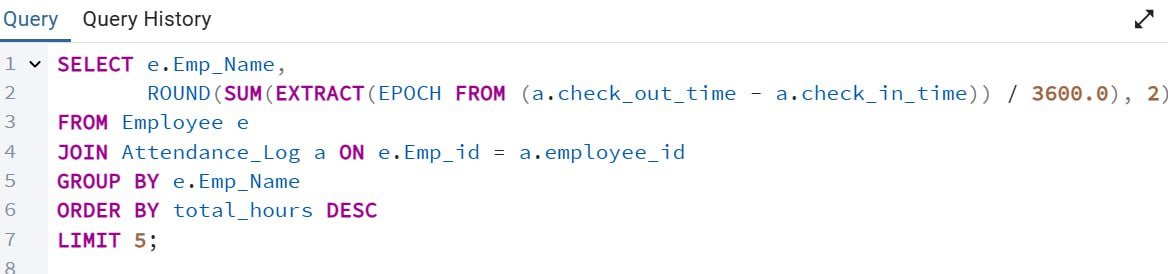 Query Query History
1 SELECT e.Emp_Name,
2 ROUND(SUM(EXTRACT(EPOCH FROM (a.check_out_time - a.check_in_time)) / 3600.0), 2)
3 FROM Employee e
4 JOIN Attendance_Log a ON e.Emp_id = a.employee_id
5 GROUP BY e.Emp_Name
6 ORDER BY total_hours DESC
7 LIMIT 5;
8